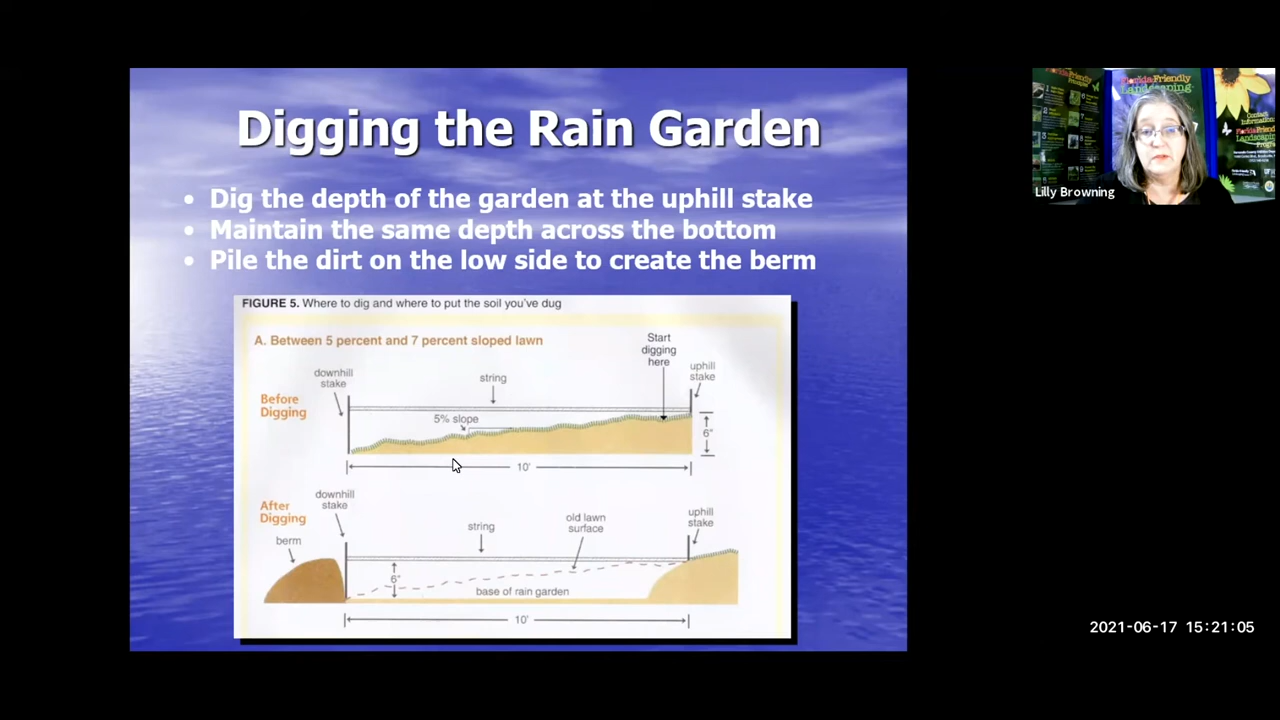 Digging the Rain Garden
• Dig the depth of the garden at the uphill stake
• Maintain the same depth across the bottom
• Pile the dirt on the low side to create the berm
FIGURE 5. Where to dig and where to put the soil you've dug
A. Between 5 percent and 7 percent sloped lawn
Start
digging
here
downhill
stake
string
uphill
stake
Before
Digging
5% slope
6"
10'
After
Digging
downhill
stake
berm
string
old lawn
surface
uphill
stake
6"
base of rain garden
10'
Florida-Friendly
Landscaping
Lilly Browning
2021-06-17 15:21:05